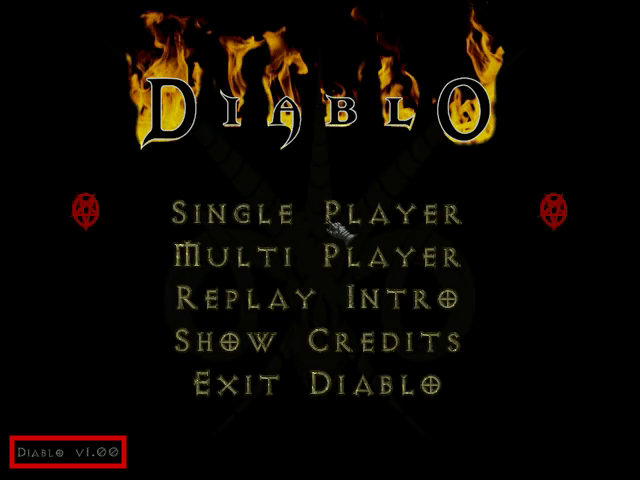 Diablo
Single Player
Multi Player
Replay Intro
Show Credits
Exit Diablo
Diablo v1.00